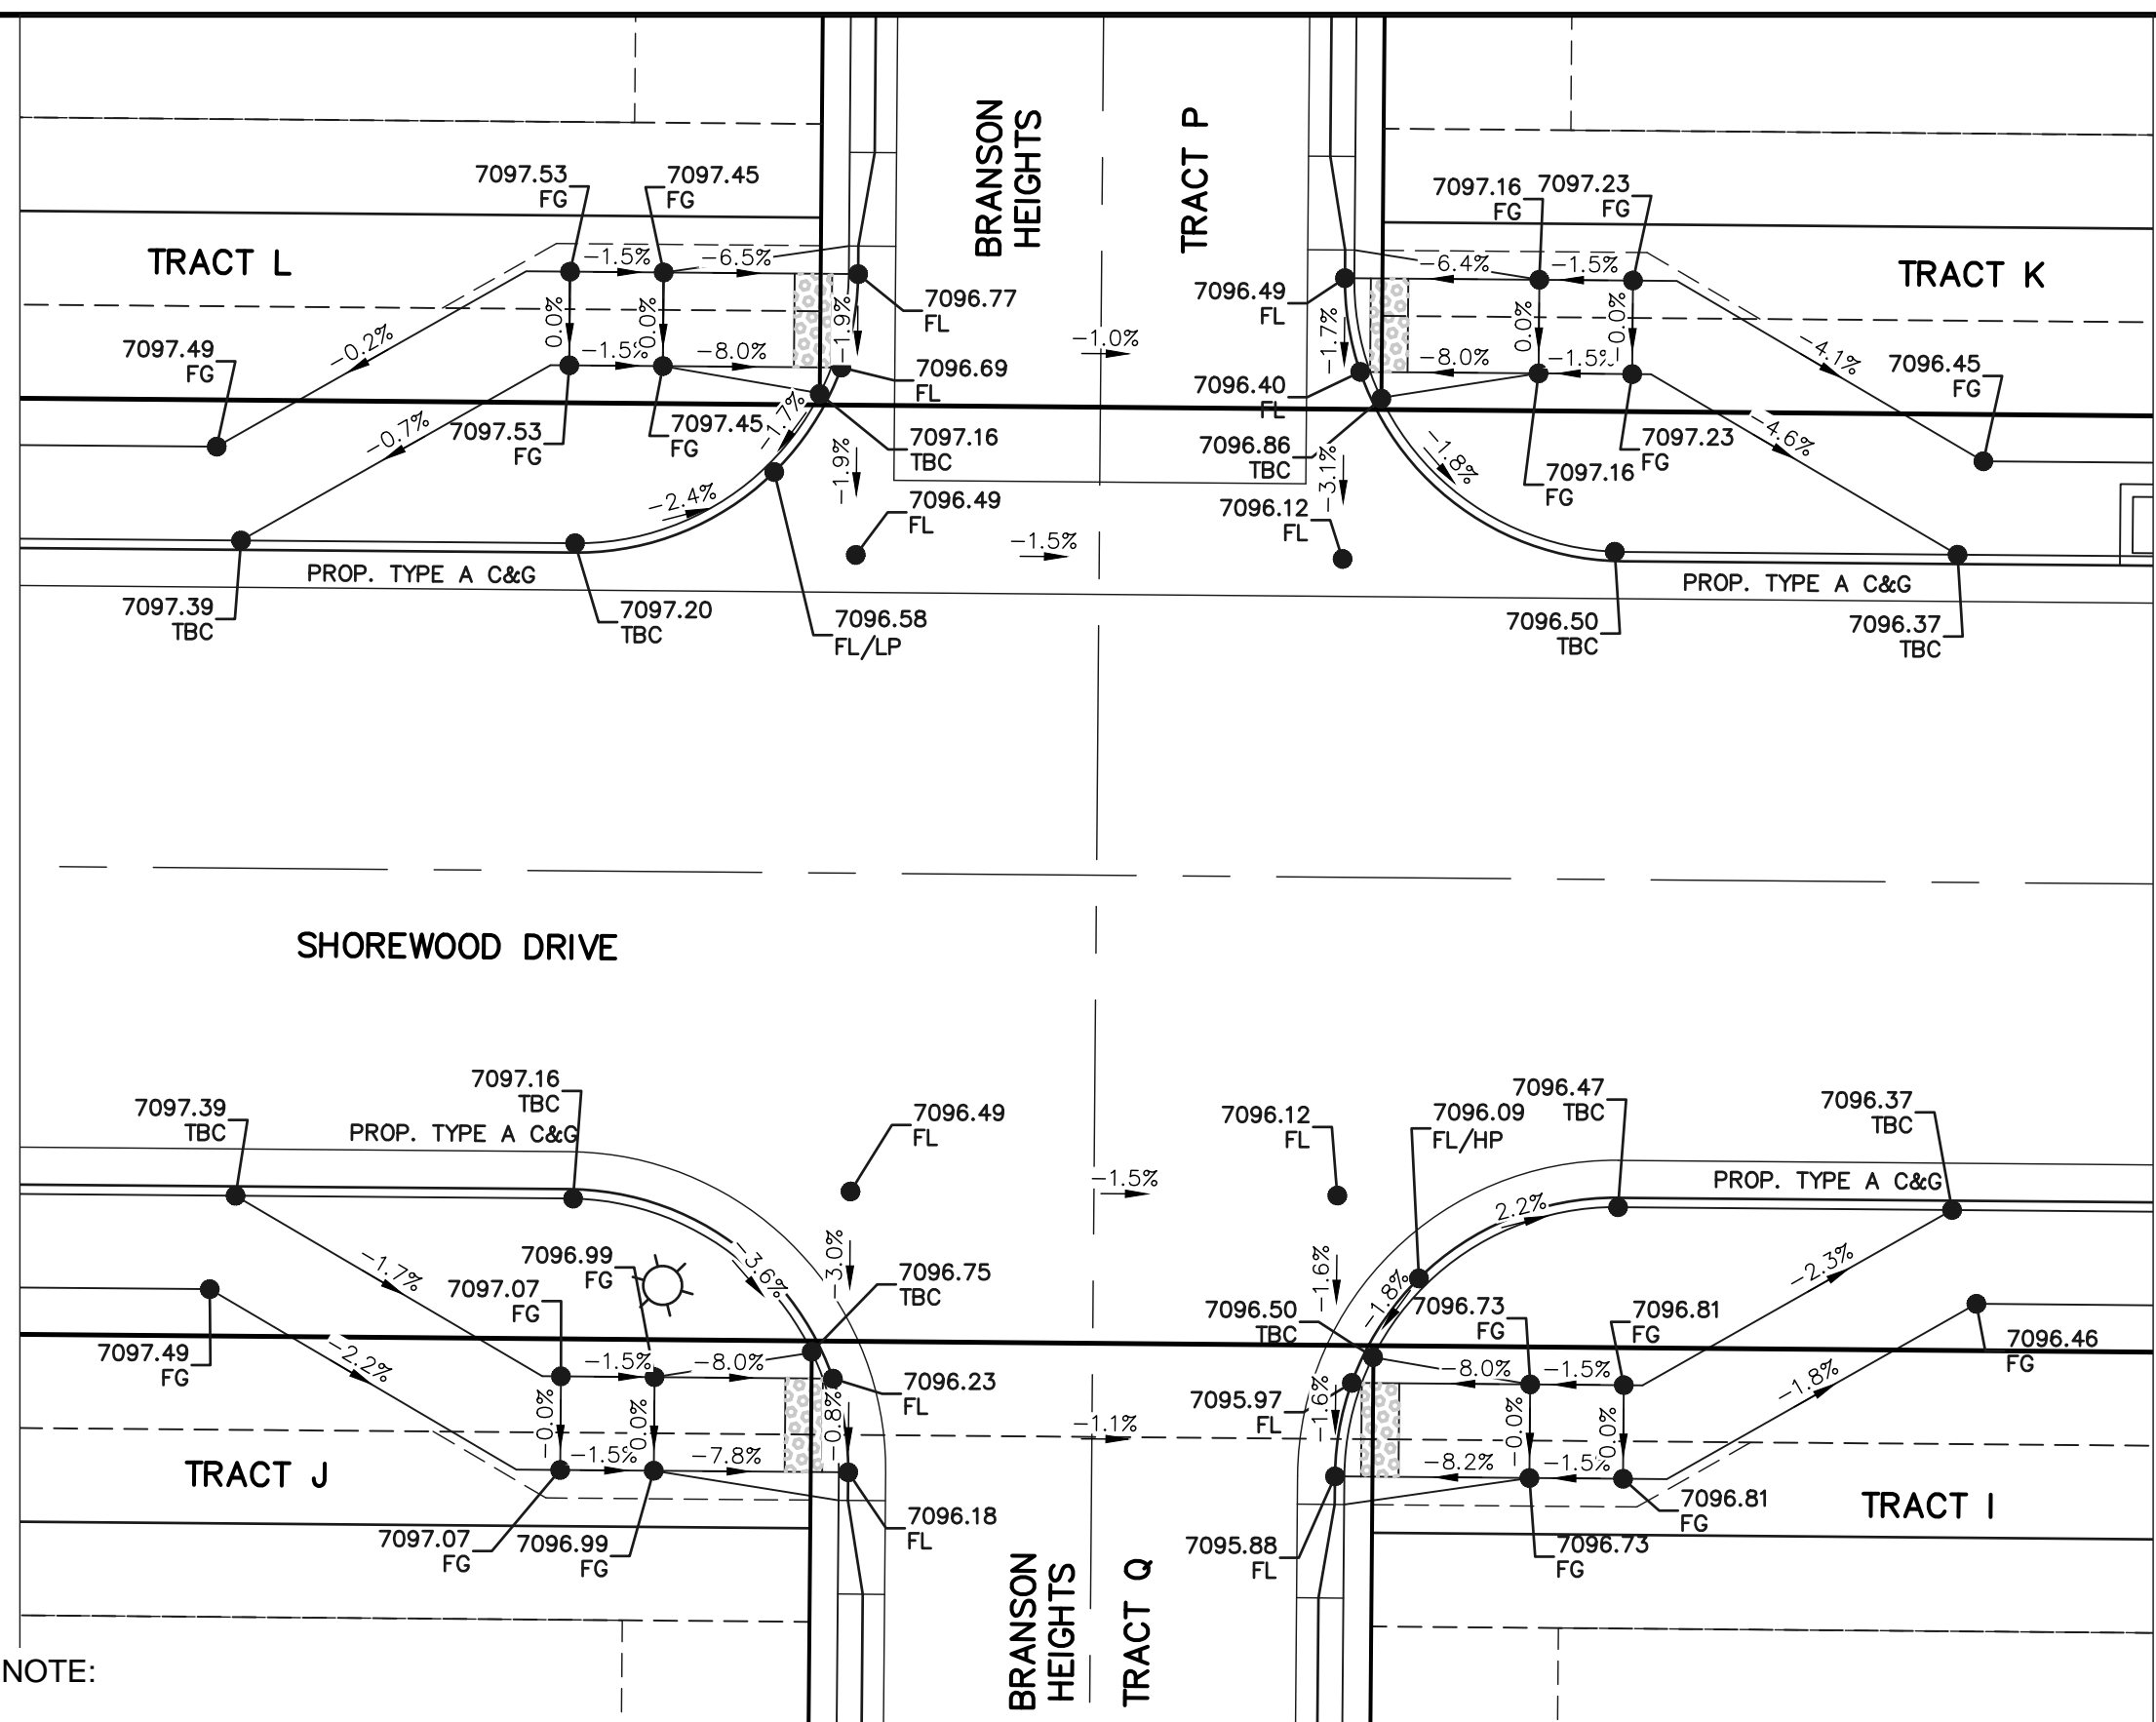 BRANSON
HEIGHTS
TRACT P
7097.53
FG
7097.45
FG
7097.16
FG
7097.23
FG
TRACT L
-1.5%
-6.5%
-6.4%
-1.5%
TRACT K
7096.77
FL
7096.49
FL
0.0%
0.0%
-1.9%
-1.7%
0.0%
-0.0%
-1.0%
7097.49
FG
-0.2%
-1.5%
-8.0%
7096.69
FL
7096.40
FL
-8.0%
-1.5%
-4.1%
7096.45
FG
-0.7%
7097.53
FG
7097.45
FG
-1.7%
7097.16
TBC
7096.86
TBC
-1.8%
7097.16
FG
7097.23
FG
-4.6%
-1.9%
-3.1%
-2.4%
7096.49
FL
7096.12
FL
-1.5%
PROP. TYPE A C&G
PROP. TYPE A C&G
7097.39
TBC
7097.20
TBC
7096.58
FL/LP
7096.50
TBC
7096.37
TBC
SHOREWOOD DRIVE
7097.39
TBC
7097.16
TBC
PROP. TYPE A C&G
7096.49
FL
7096.12
FL
7096.09
FL/HP
7096.47
TBC
7096.37
TBC
PROP. TYPE A C&G
-1.5%
2.2%
-1.7%
7096.99
FG
7097.07
FG
-3.6%
-3.0%
7096.75
TBC
-1.6%
7096.50
TBC
-1.8%
7096.73
FG
7096.81
FG
-2.3%
7097.49
FG
-2.2%
-1.5%
-8.0%
7096.23
FL
7095.97
FL
-8.0%
-1.5%
-1.8%
7096.46
FG
-0.0%
0.0%
-0.8%
-1.1%
-1.6%
-0.0%
0.0%
TRACT J
-1.5%
-7.8%
-8.2%
-1.5%
7096.81
FG
TRACT I
7097.07
FG
7096.99
FG
7096.18
FL
7095.88
FL
7096.73
FG
BRANSON
HEIGHTS
TRACT Q
NOTE: